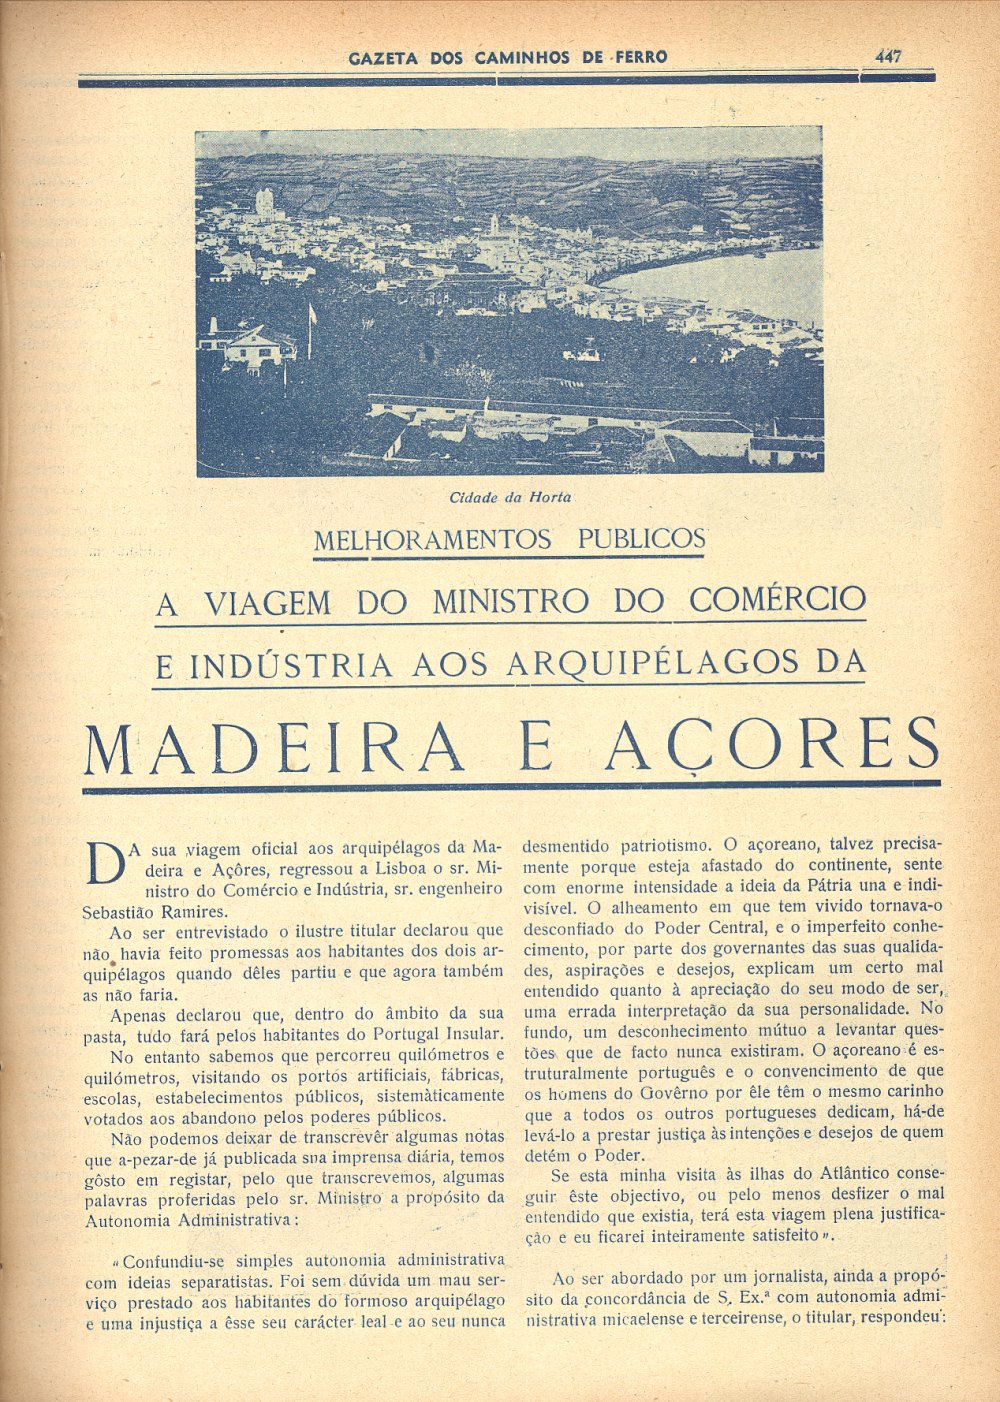 GAZETA DOS CAMINHOS DE FERRO 447
Cidade da Horta
MELHORAMENTOS PUBLICOS
A VIAGEM DO MINISTRO DO COMÉRCIO
E INDÚSTRIA AOS ARQUIPÉLAGOS DA
MADEIRA E AÇORES
DA sua viagem oficial aos arquipélagos da Ma-
deira e Açôres, regressou a Lisboa o sr. Mi-
nistro do Comércio e Indústria, sr. engenheiro
Sebastião Ramires.
Ao ser entrevistado o ilustre titular declarou que
não havia feito promessas aos habitantes dos dois ar-
quipélagos quando dêles partiu e que agora também
as não faria.
Apenas declarou que, dentro do âmbito da sua
pasta, tudo fará pelos habitantes do Portugal Insular.
No entanto sabemos que percorreu quilómetros e
quilómetros, visitando os portos artificiais, fábricas,
escolas, estabelecimentos públicos, sistemàticamente
votados aos abandono pelos poderes públicos.
Não podemos deixar de transcrevêr algumas notas
que a-pezar-de já publicada sna imprensa diária, temos
gôsto em registar, pelo que transcrevemos, algumas
palavras proferidas pelo sr. Ministro a propósito da
Autonomia Administrativa:
«Confundiu-se simples autonomia administrativa
com ideias separatistas. Foi sem dúvida um mau ser-
viço prestado aos habitantes do formoso arquipélago
e uma injustiça a êsse seu carácter leal e ao seu nunca
desmentido patriotismo. O açoreano, talvez precisa-
mente porque esteja afastado do continente, sente
com enorme intensidade a ideia da Pátria una e indi-
visível. O alheamento em que tem vivido tornava-o
desconfiado do Poder Central, e o imperfeito conhe-
cimento, por parte dos governantes das suas qualida-
des, aspirações e desejos, explicam um certo mal
entendido quanto à apreciação do seu modo de ser,
uma errada interpretação da sua personalidade. No
fundo, um desconhecimento mútuo a levantar ques-
tões que de facto nunca existiram. O açoreano é es-
truturalmente português e o convencimento de que
os homens do Govêrno por êle têm o mesmo carinho
que a todos os outros portugueses dedicam, há-de
levá-lo a prestar justiça às intenções e desejos de quem
detém o Poder.
Se esta minha visita às ilhas do Atlântico conse-
guir êste objectivo, ou pelo menos desfizer o mal
entendido que existia, terá esta viagem plena justifica-
ção e eu ficarei inteiramente satisfeito».
Ao ser abordado por um jornalista, ainda a propó-
sito da concordância de S. Ex.ª com autonomia admi-
nistrativa micaelense e terceirense, o titular, respondeu: